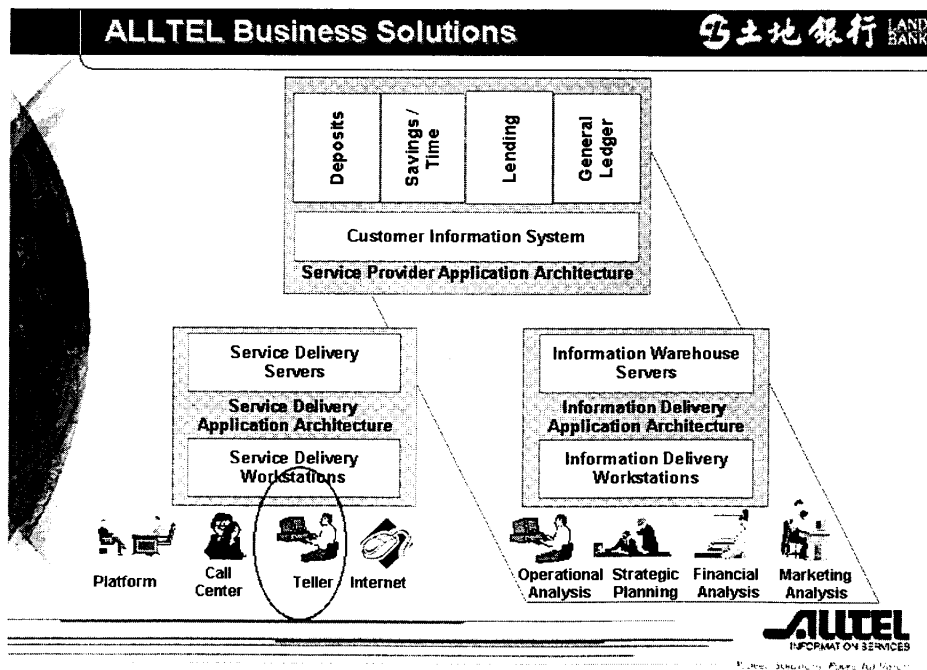 ALLTEL Business Solutions
土地銀行 LAND BANK
Deposits
Savings /
Time
Lending
General
Ledger
Customer Information System
Service Provider Application Architecture
Service Delivery
Servers
Service Delivery
Application Architecture
Service Delivery
Workstations
Information Warehouse
Servers
Information Delivery
Application Architecture
Information Delivery
Workstations
Platform
Call
Center
Teller
Internet
Operational
Analysis
Strategic
Planning
Financial
Analysis
Marketing
Analysis
ALLTEL
INFORMATION SERVICES